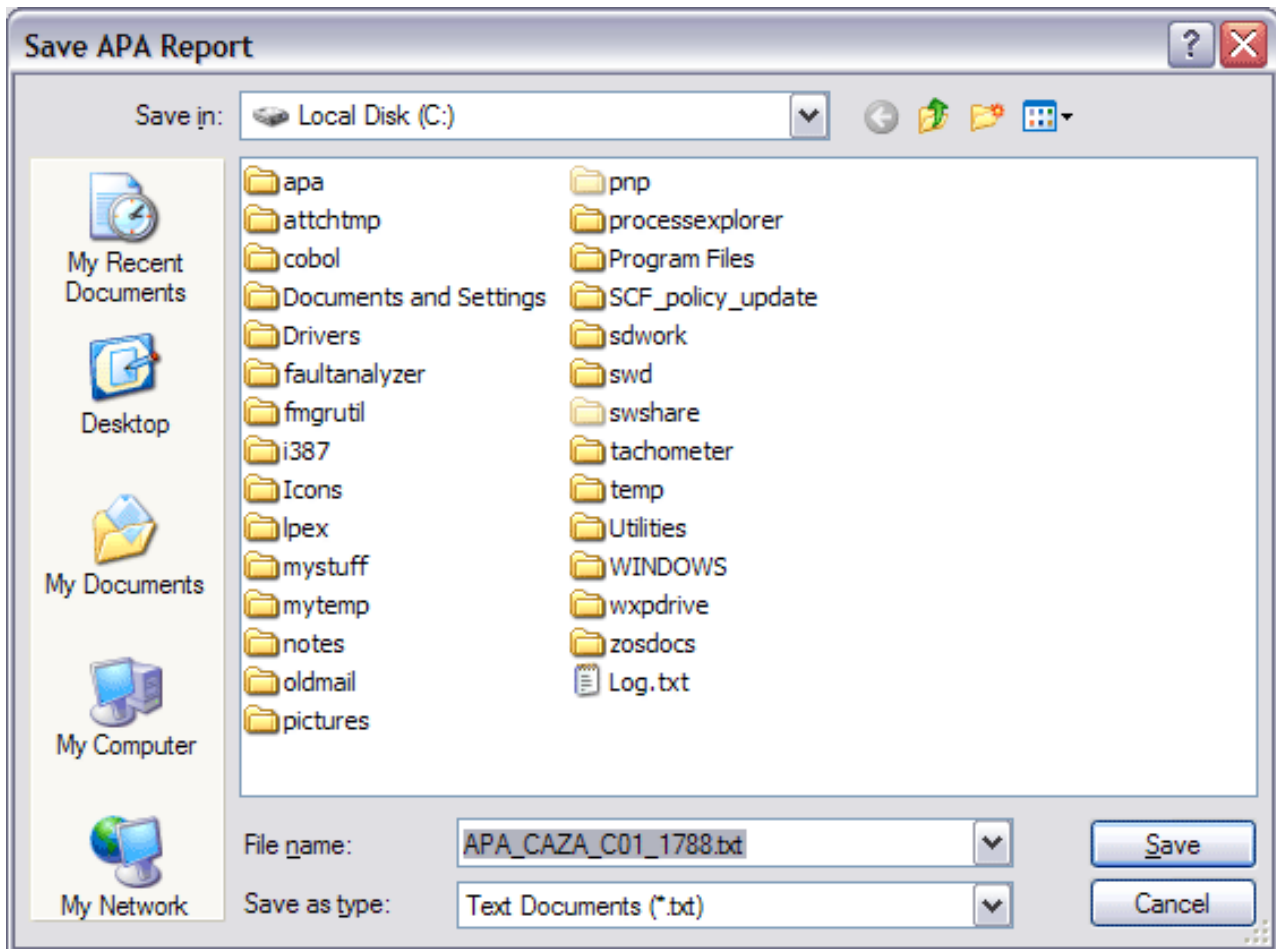 Save APA Report
Save in: Local Disk (C:)
My Recent
Documents
Desktop
My Documents
My Computer
My Network
apa
attchtmp
cobol
Documents and Settings
Drivers
faultanalyzer
fmgrutil
i387
Icons
lpex
mystuff
mytemp
notes
oldmail
pictures
pnp
processexplorer
Program Files
SCF_policy_update
sdwork
swd
swshare
tachometer
temp
Utilities
WINDOWS
wxpdrive
zosdocs
Log.txt
File name: APA_CAZA_C01_1788.txt
Save
Save as type: Text Documents (*.txt)
Cancel